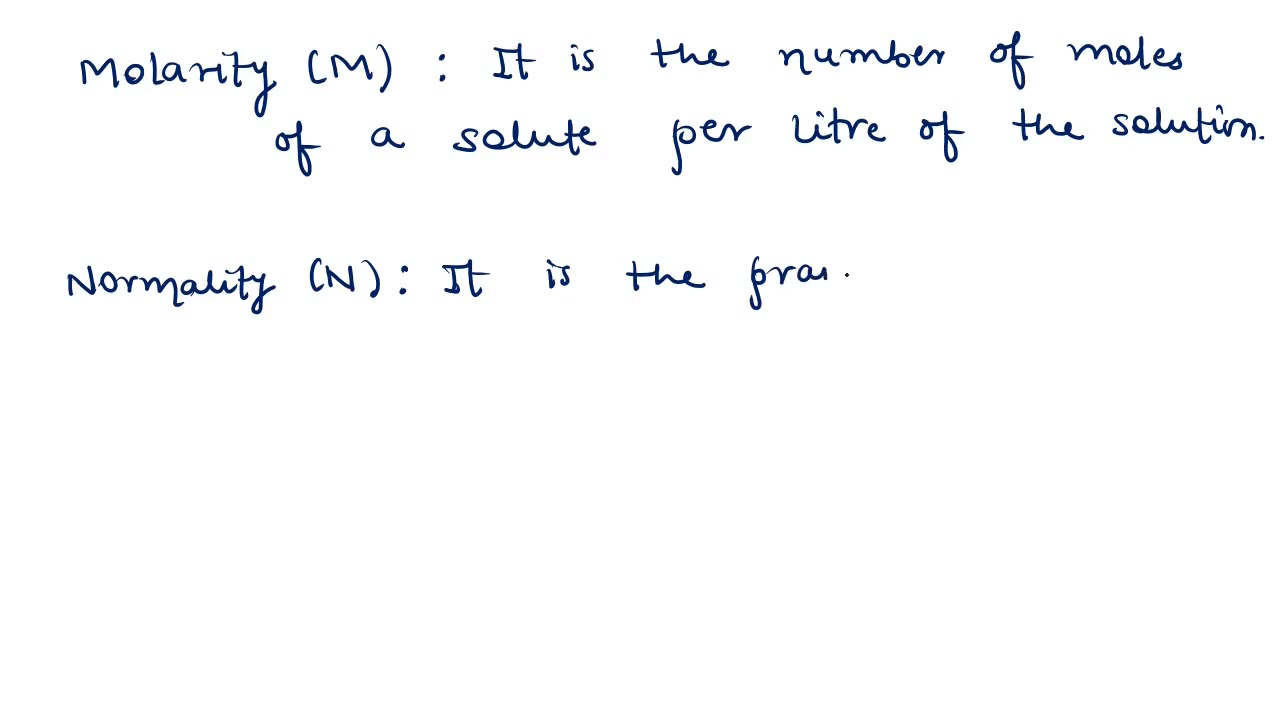 Molarity (M) : It is the number of moles
of a solute per litre of the solution.
Normality (N) : It is the